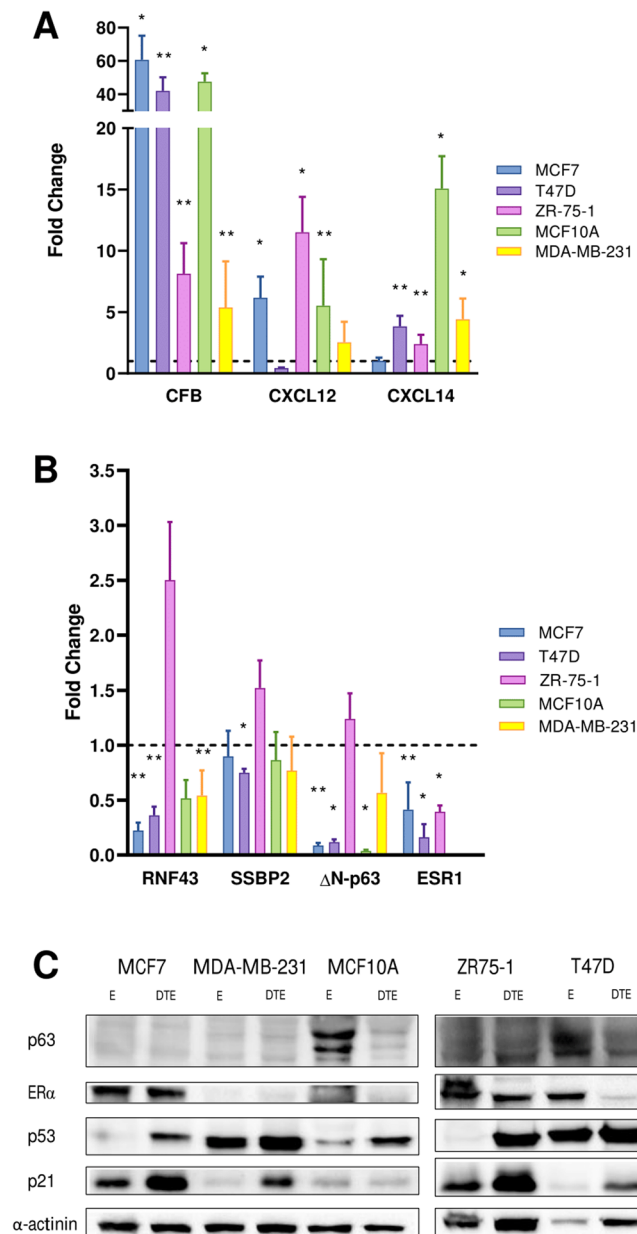 A
80
60
40
20
15
10
5
0
Fold Change
* ** * ** **
* * **
** ** * *
CFB CXCL12 CXCL14
MCF7
T47D
ZR-75-1
MCF10A
MDA-MB-231
B
3.5
3.0
2.5
2.0
1.5
1.0
0.5
0.0
Fold Change
** ** **
*
** * *
** * *
RNF43 SSBP2 ΔN-p63 ESR1
MCF7
T47D
ZR-75-1
MCF10A
MDA-MB-231
C
MCF7 MDA-MB-231 MCF10A ZR75-1 T47D
E DTE E DTE E DTE E DTE E DTE
p63
ERα
p53
p21
α-actinin